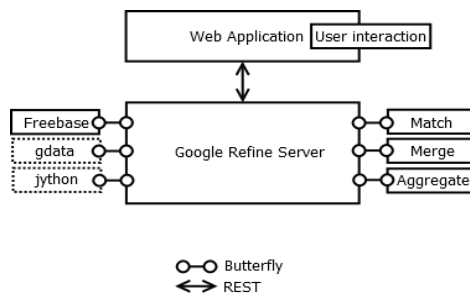 Web Application
User interaction
Freebase
gdata
jython
Google Refine Server
Match
Merge
Aggregate
Butterfly
REST